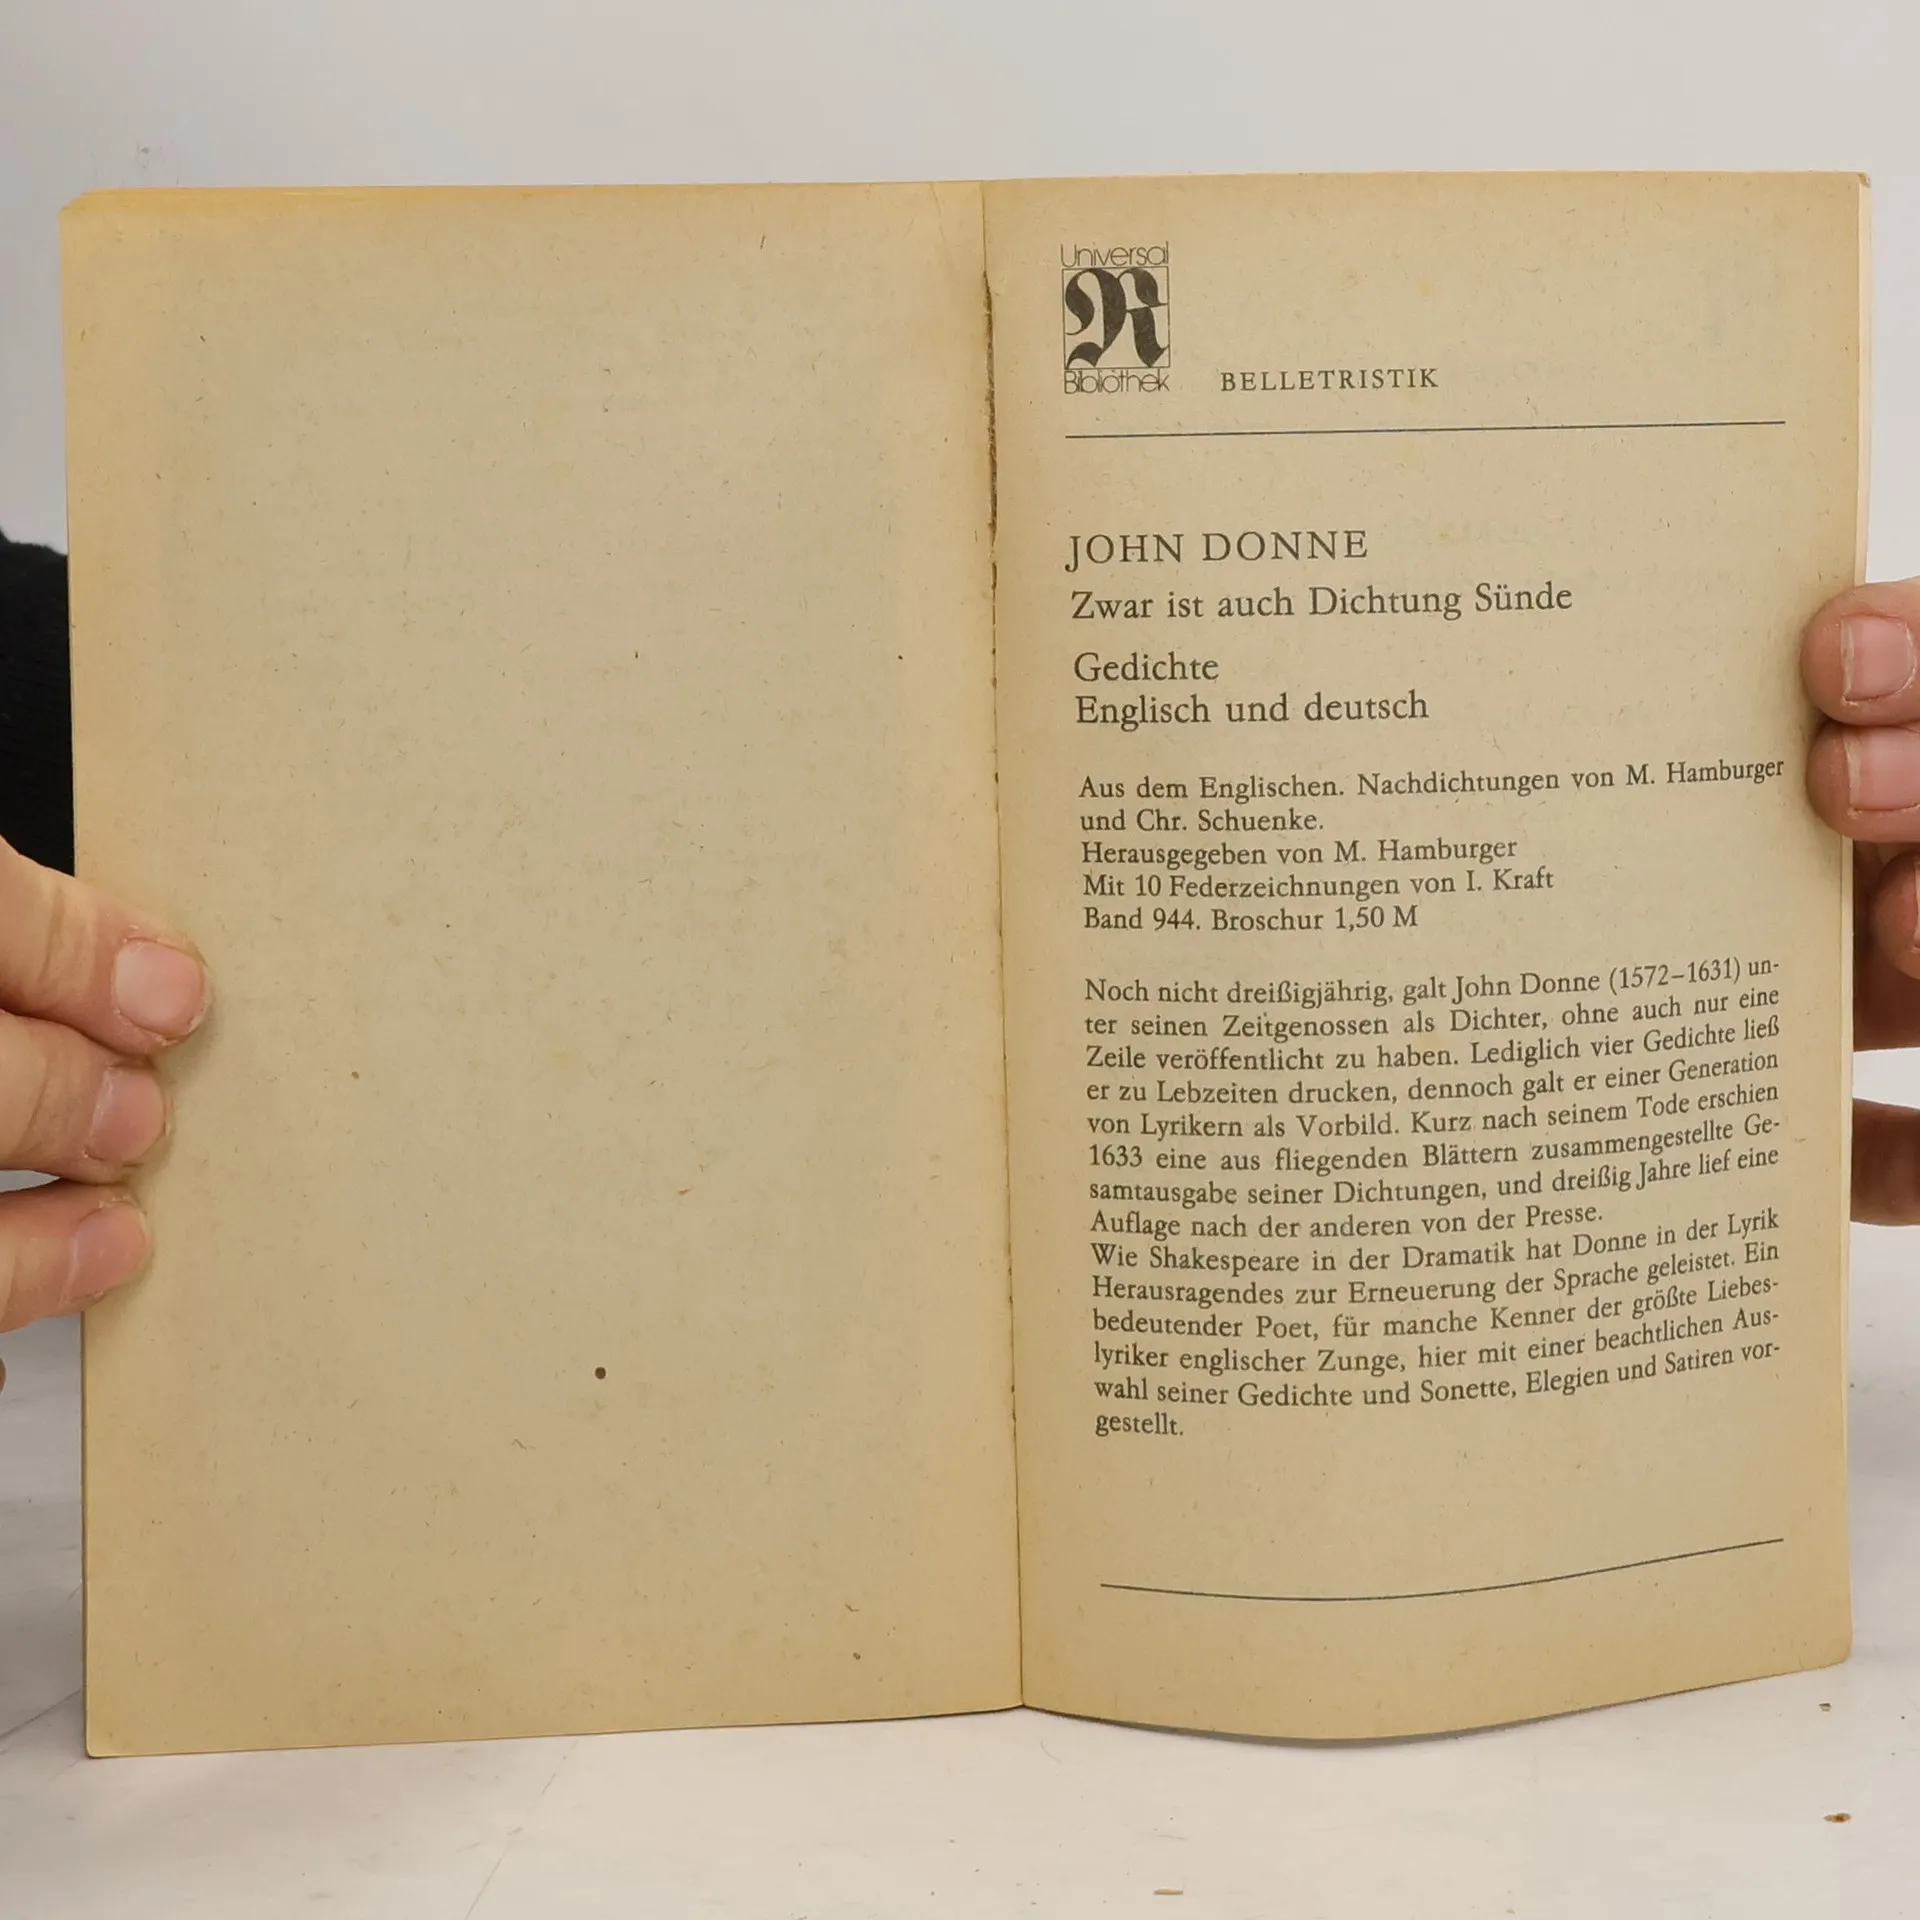 Universal
R
Bibliothek
BELLETRISTIK
JOHN DONNE
Zwar ist auch Dichtung Sünde
Gedichte
Englisch und deutsch
Aus dem Englischen. Nachdichtungen von M. Hamburger
und Chr. Schuenke.
Herausgegeben von M. Hamburger
Mit 10 Federzeichnungen von I. Kraft
Band 944. Broschur 1,50 M
Noch nicht dreißigjährig, galt John Donne (1572–1631) un-
ter seinen Zeitgenossen als Dichter, ohne auch nur eine
Zeile veröffentlicht zu haben. Lediglich vier Gedichte ließ
er zu Lebzeiten drucken, dennoch galt er einer Generation
von Lyrikern als Vorbild. Kurz nach seinem Tode erschien
1633 eine aus fliegenden Blättern zusammengestellte Ge-
samtausgabe seiner Dichtungen, und dreißig Jahre lief eine
Auflage nach der anderen von der Presse.
Wie Shakespeare in der Dramatik hat Donne in der Lyrik
Herausragendes zur Erneuerung der Sprache geleistet. Ein
bedeutender Poet, für manche Kenner der größte Liebes-
lyriker englischer Zunge, hier mit einer beachtlichen Aus-
wahl seiner Gedichte und Sonette, Elegien und Satiren vor-
gestellt.